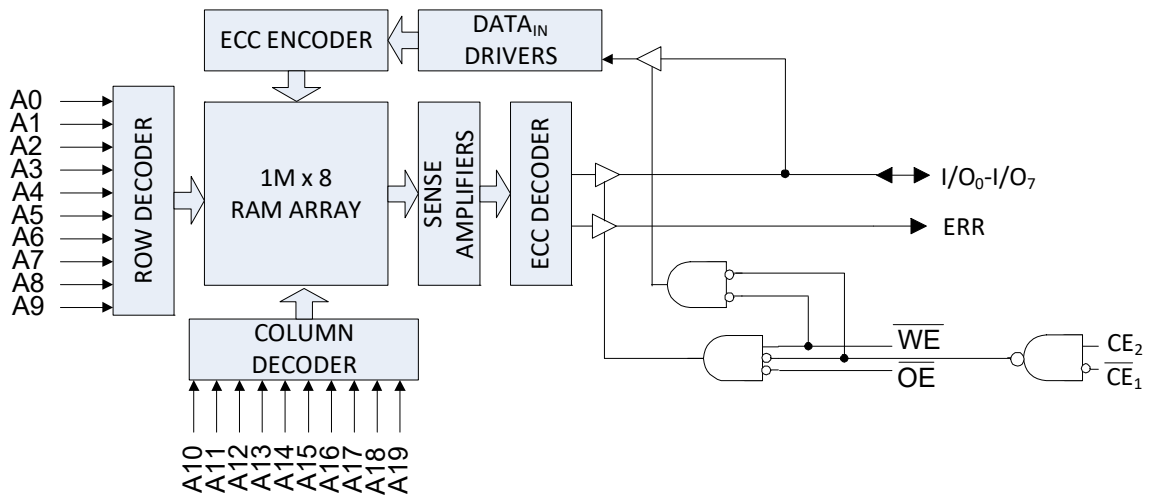 ECC ENCODER
DATAIN
DRIVERS
A0
A1
A2
A3
A4
A5
A6
A7
A8
A9
ROW DECODER
1M x 8
RAM ARRAY
SENSE
AMPLIFIERS
ECC DECODER
I/O0-I/O7
ERR
COLUMN
DECODER
WE
OE
CE2
CE1
A10
A11
A12
A13
A14
A15
A16
A17
A18
A19